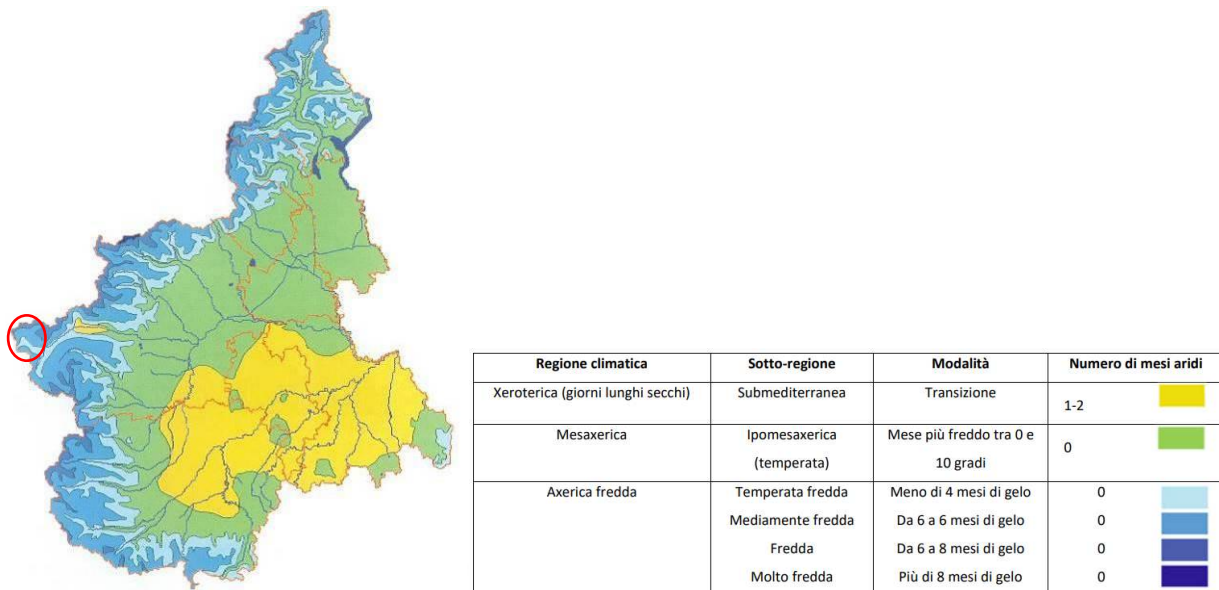 Regione climatica Sotto-regione Modalità Numero di mesi aridi
Xeroterica (giorni lunghi secchi) Submediterranea Transizione 1-2
Mesaxerica Ipomesaxerica Mese più freddo tra 0 e 0
(temperata) 10 gradi
Axerica fredda Temperata fredda Meno di 4 mesi di gelo 0
Mediamente fredda Da 6 a 6 mesi di gelo 0
Fredda Da 6 a 8 mesi di gelo 0
Molto fredda Più di 8 mesi di gelo 0